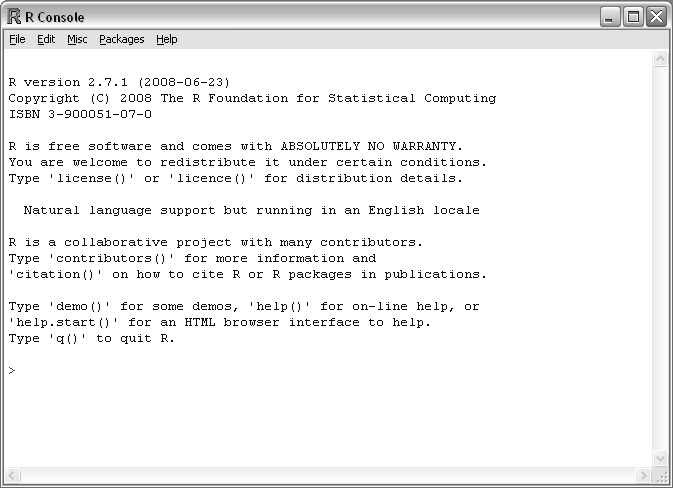 R Console
File Edit Misc Packages Help
R version 2.7.1 (2008-06-23)
Copyright (C) 2008 The R Foundation for Statistical Computing
ISBN 3-900051-07-0
R is free software and comes with ABSOLUTELY NO WARRANTY.
You are welcome to redistribute it under certain conditions.
Type 'license()' or 'licence()' for distribution details.
Natural language support but running in an English locale
R is a collaborative project with many contributors.
Type 'contributors()' for more information and
'citation()' on how to cite R or R packages in publications.
Type 'demo()' for some demos, 'help()' for on-line help, or
'help.start()' for an HTML browser interface to help.
Type 'q()' to quit R.
>